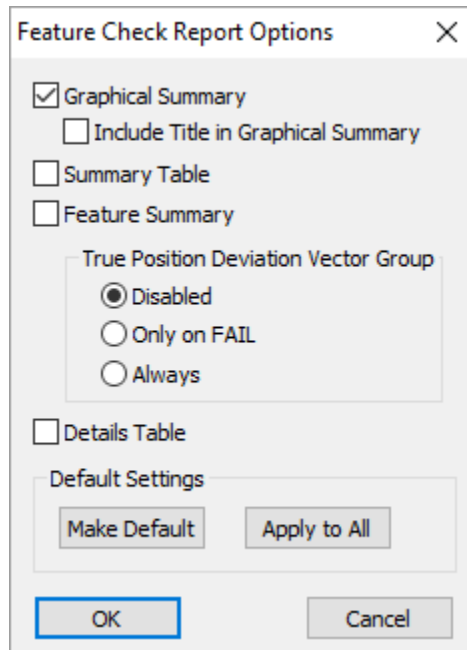 Feature Check Report Options
Graphical Summary
Include Title in Graphical Summary
Summary Table
Feature Summary
True Position Deviation Vector Group
Disabled
Only on FAIL
Always
Details Table
Default Settings
Make Default Apply to All
OK Cancel